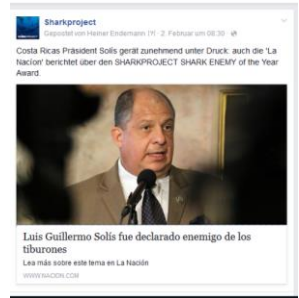 Sharkproject
Gepostet von Heiner Endemann [?] · 2. Februar um 08:30 ·
Costa Ricas Präsident Solís gerät zunehmend unter Druck: auch die 'La
Nacíon' berichtet über den SHARKPROJECT SHARK ENEMY of the Year
Award.
Luis Guillermo Solís fue declarado enemigo de los
tiburones
Lea más sobre este tema en La Nación
WWW.NACION.COM